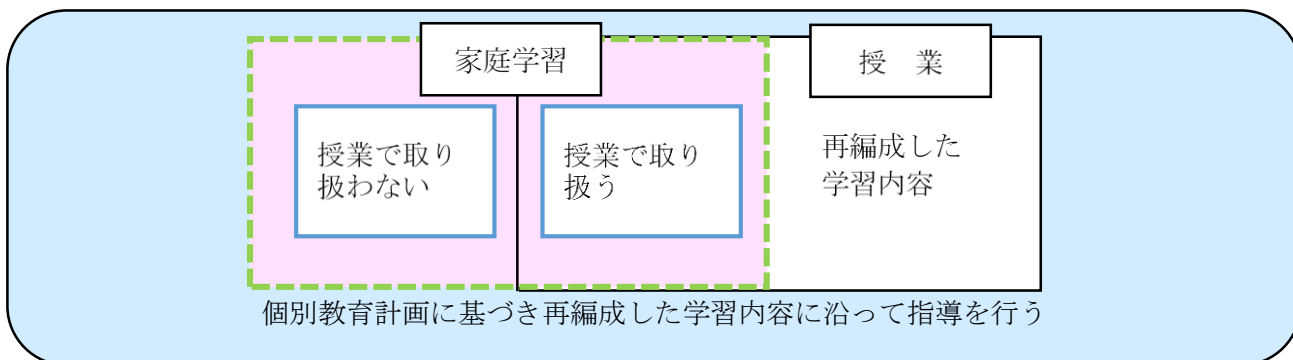 家庭学習
授　業
授業で取り
扱わない
授業で取り
扱う
再編成した
学習内容
個別教育計画に基づき再編成した学習内容に沿って指導を行う